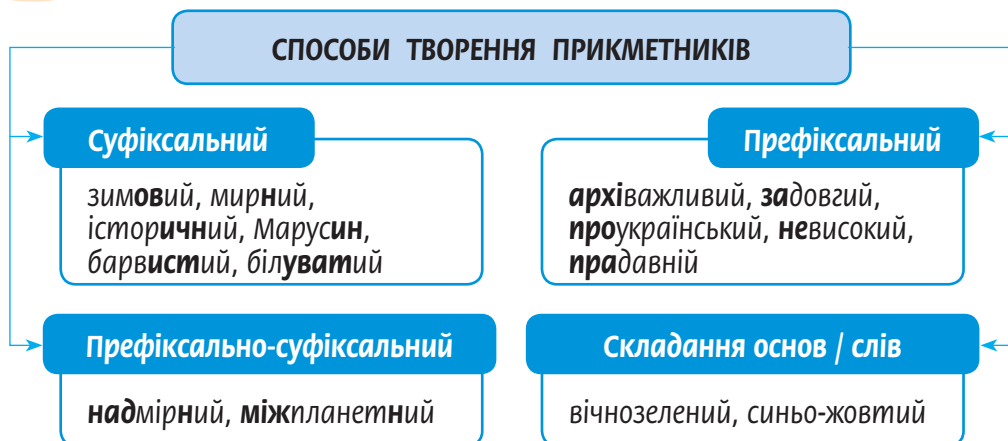 СПОСОБИ ТВОРЕННЯ ПРИКМЕТНИКІВ
Суфіксальний
зимовий, мирний,
історичний, Марусин,
барвистий, білуватий
Префіксальний
архіважливий, задовгий,
проукраїнський, невисокий,
прадавній
Префіксально-суфіксальний
надмірний, міжпланетний
Складання основ / слів
вічнозелений, синьо-жовтий